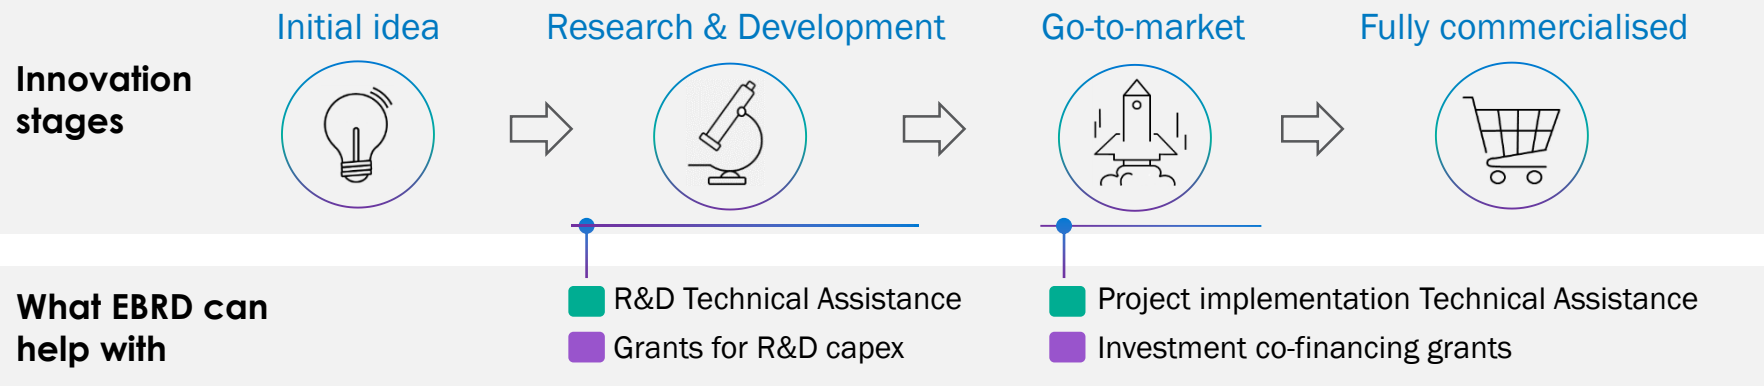 Initial idea
Research & Development
Go-to-market
Fully commercialised
Innovation
stages
What EBRD can
help with
R&D Technical Assistance
Grants for R&D capex
Project implementation Technical Assistance
Investment co-financing grants